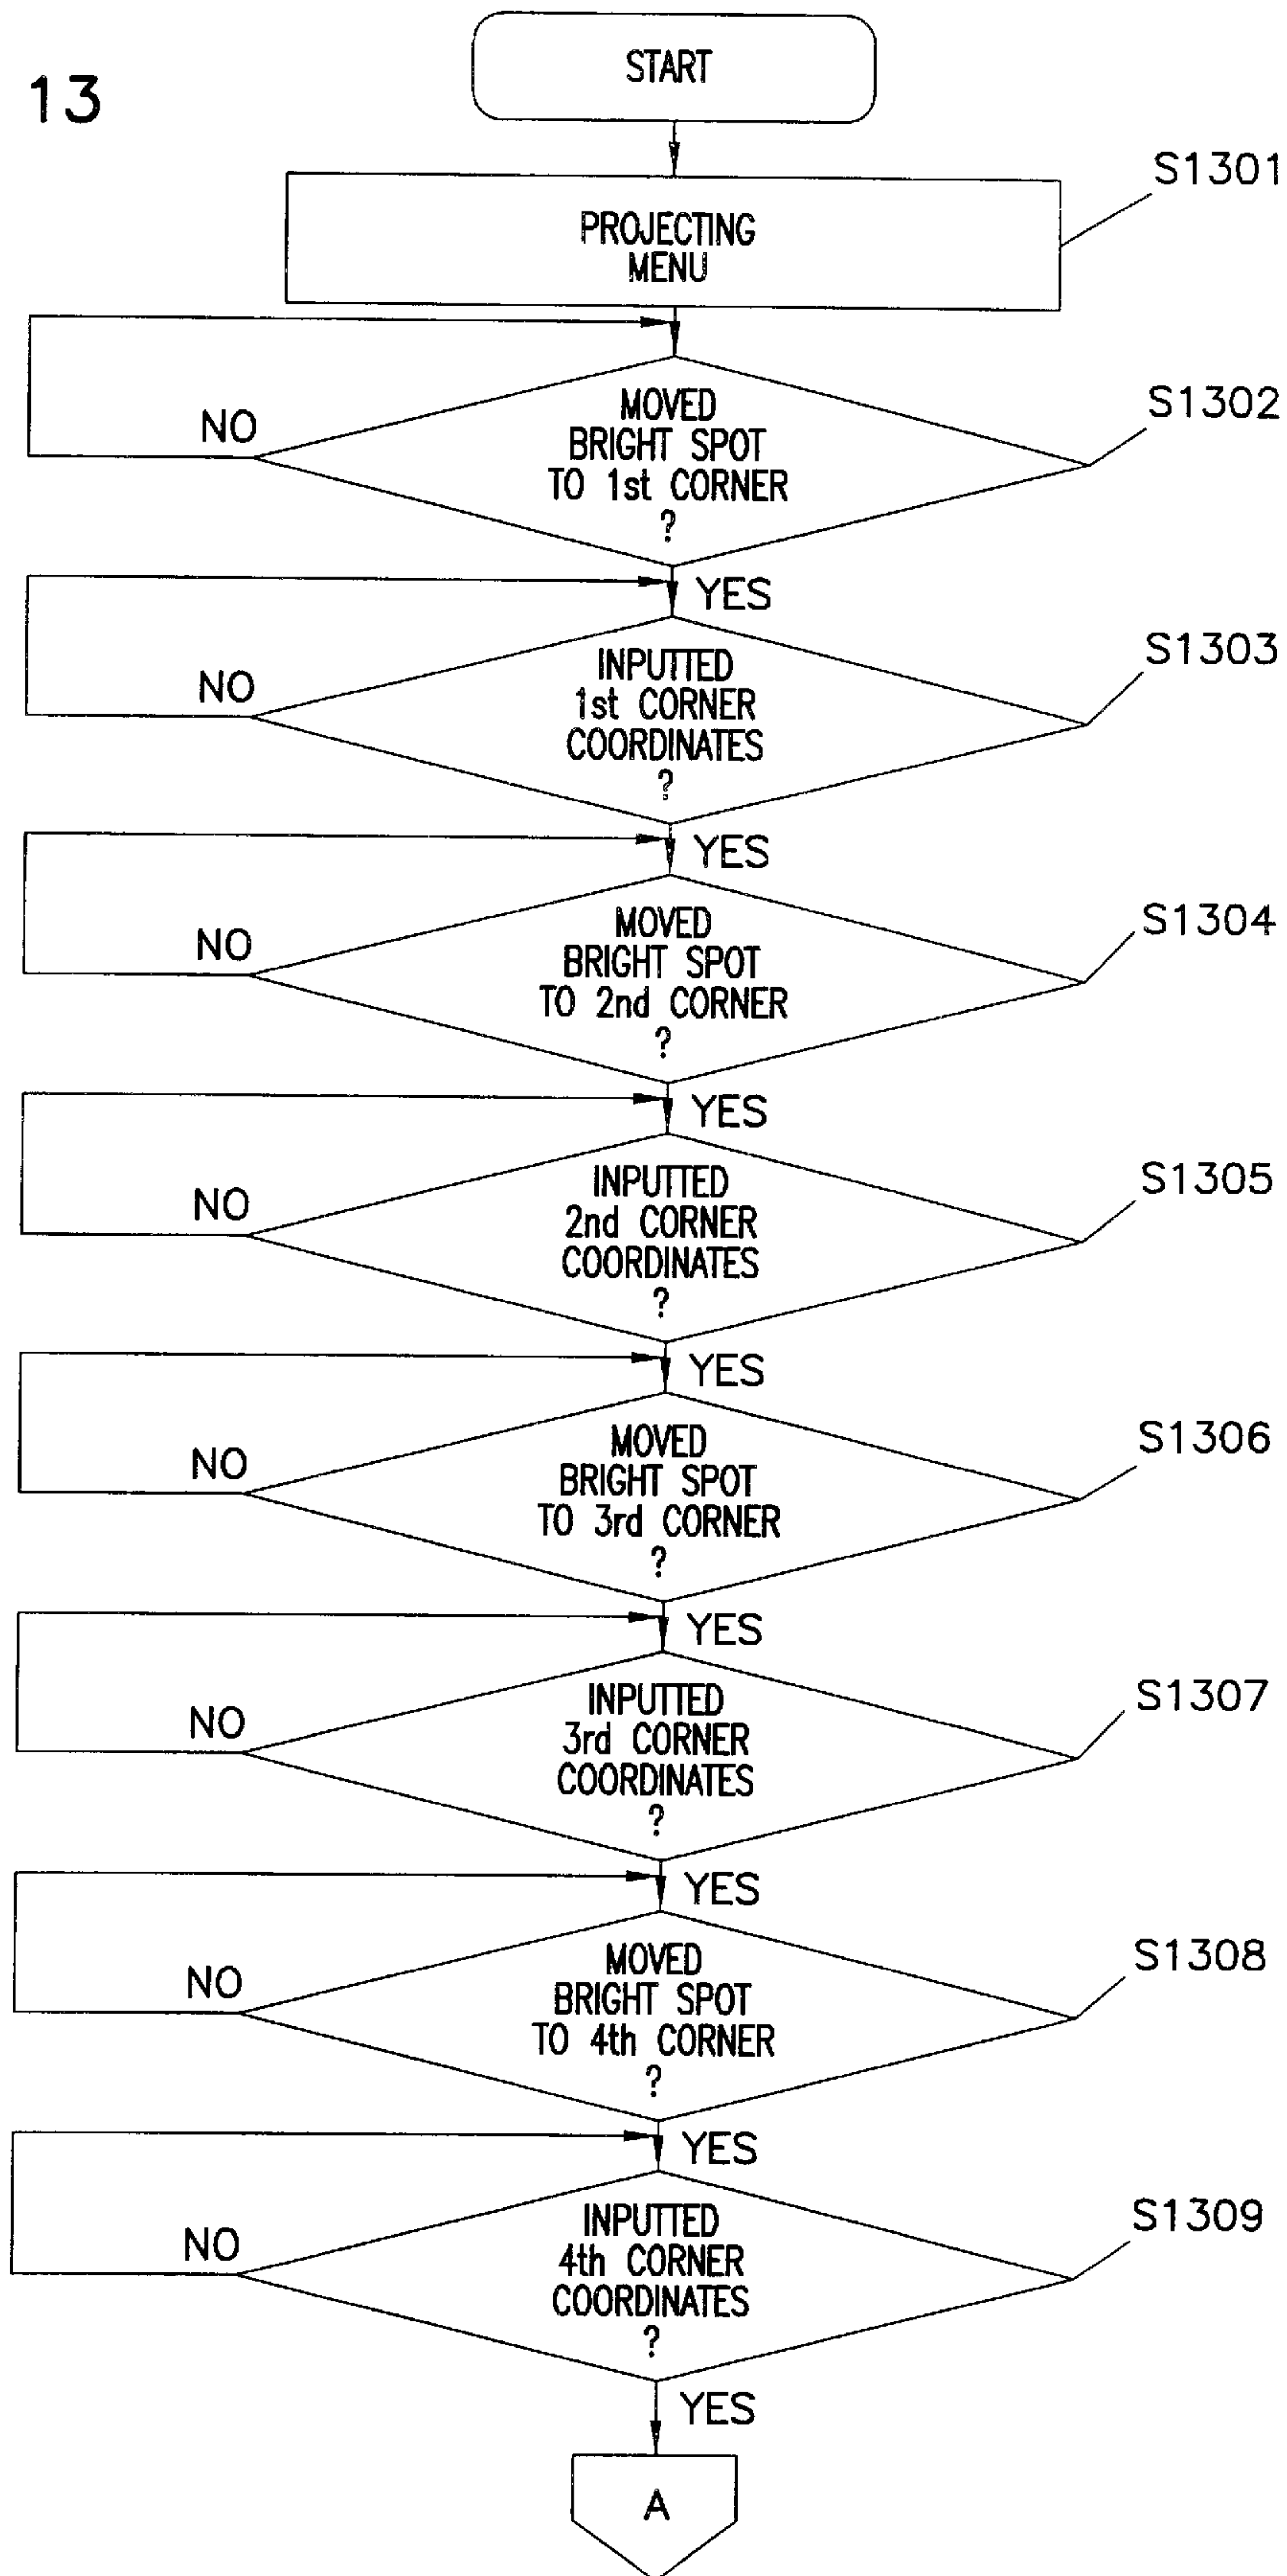 13
START
S1301
PROJECTING
MENU
S1302
NO
MOVED
BRIGHT SPOT
TO 1st CORNER
?
YES
S1303
NO
INPUTTED
1st CORNER
COORDINATES
?
YES
S1304
NO
MOVED
BRIGHT SPOT
TO 2nd CORNER
?
YES
S1305
NO
INPUTTED
2nd CORNER
COORDINATES
?
YES
S1306
NO
MOVED
BRIGHT SPOT
TO 3rd CORNER
?
YES
S1307
NO
INPUTTED
3rd CORNER
COORDINATES
?
YES
S1308
NO
MOVED
BRIGHT SPOT
TO 4th CORNER
?
YES
S1309
NO
INPUTTED
4th CORNER
COORDINATES
?
YES
A